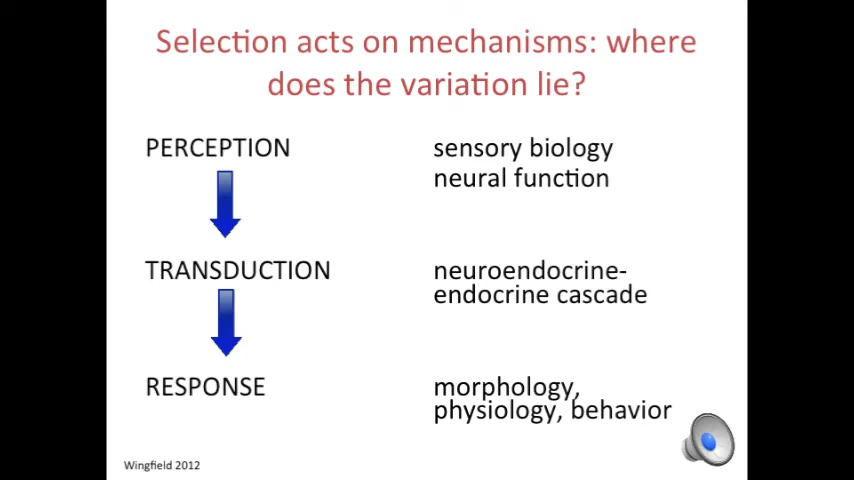 Selection acts on mechanisms: where
does the variation lie?
PERCEPTION
sensory biology
neural function
TRANSDUCTION
neuroendocrine-
endocrine cascade
RESPONSE
morphology,
physiology, behavior
Wingfield 2012